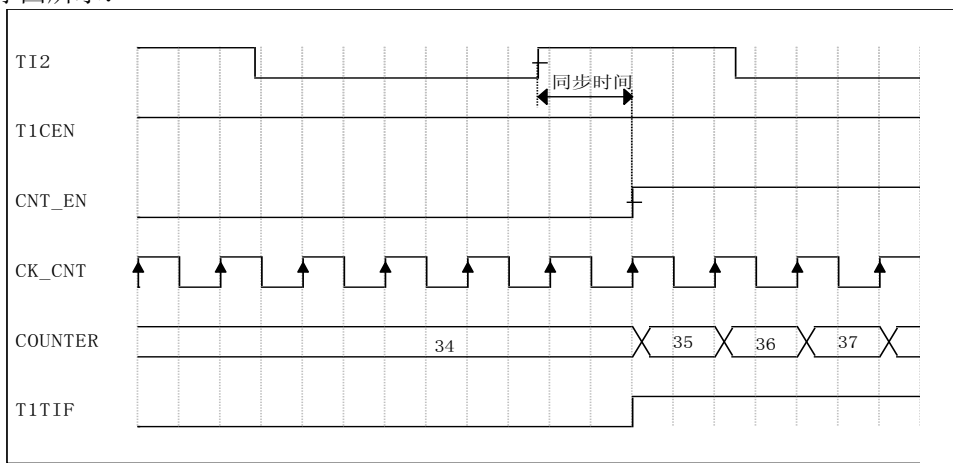 TI2
同步时间
T1CEN
CNT_EN
CK_CNT
COUNTER
34
35
36
37
T1TIF